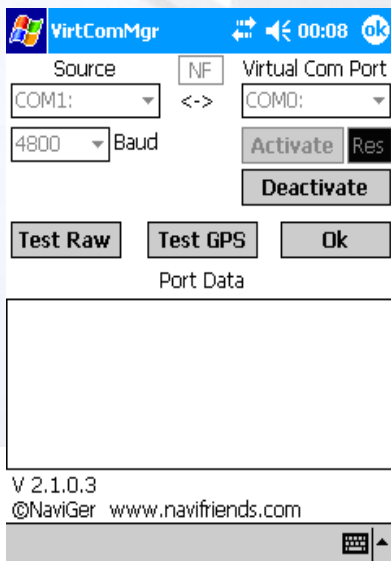 VirtComMgr 00:08 ok
Source NF Virtual Com Port
COM1: <-> COM0:
4800 Baud Activate Res
Deactivate
Test Raw Test GPS Ok
Port Data
V 2.1.0.3
©NaviGer www.navifriends.com